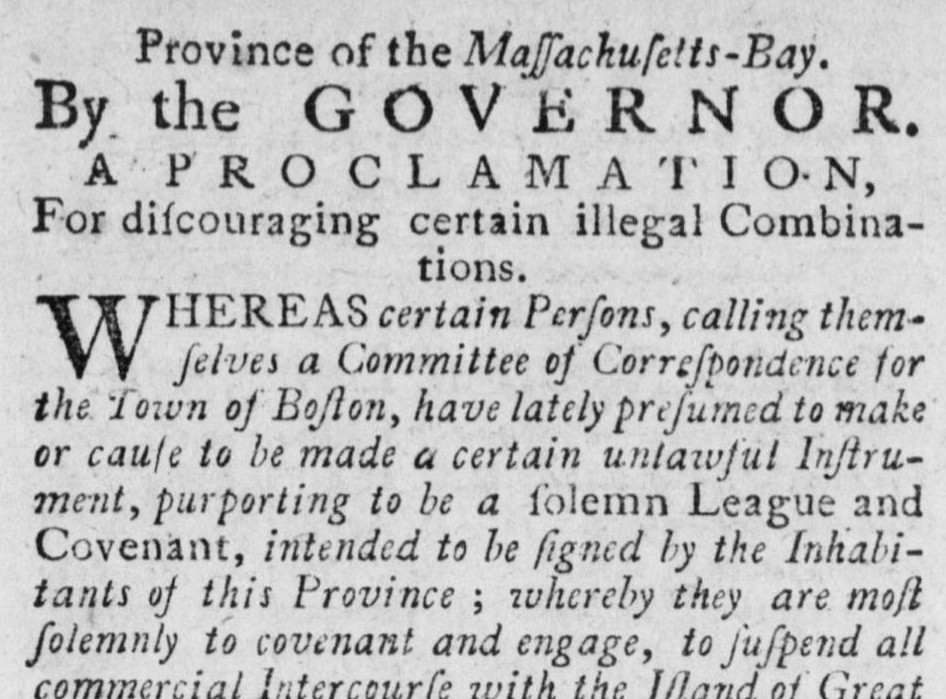 Province of the Maſſachuſetts-Bay.
By the GOVERNOR.
A PROCLAMATION,
For diſcouraging certain illegal Combina-
tions.
WHEREAS certain Perſons, calling them-
ſelves a Committee of Correſpondence for
the Town of Boſton, have lately preſumed to make
or cauſe to be made a certain unlawful Inſtru-
ment, purporting to be a ſolemn League and
Covenant, intended to be ſigned by the Inhabi-
tants of this Province ; whereby they are moſt
ſolemnly to covenant and engage, to ſuſpend all
commercial Intercourſe with the Iſland of Great